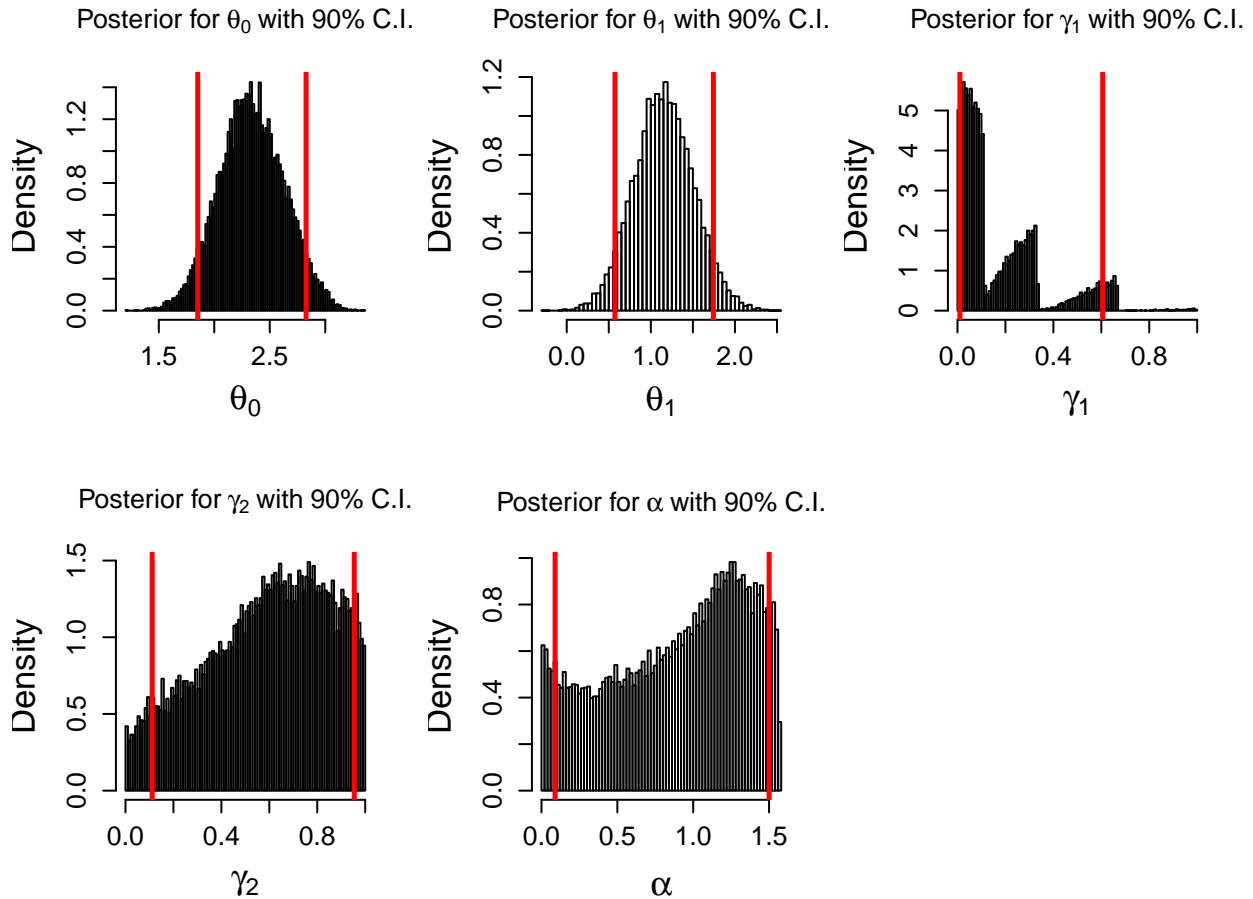 Posterior for θ0 with 90% C.I.
Density
0.0 0.4 0.8 1.2
1.5 2.5
θ0
Posterior for θ1 with 90% C.I.
Density
0.0 0.4 0.8 1.2
0.0 1.0 2.0
θ1
Posterior for γ1 with 90% C.I.
Density
0 1 2 3 4 5
0.0 0.4 0.8
γ1
Posterior for γ2 with 90% C.I.
Density
0.0 0.5 1.0 1.5
0.0 0.4 0.8
γ2
Posterior for α with 90% C.I.
Density
0.0 0.4 0.8
0.0 0.5 1.0 1.5
α